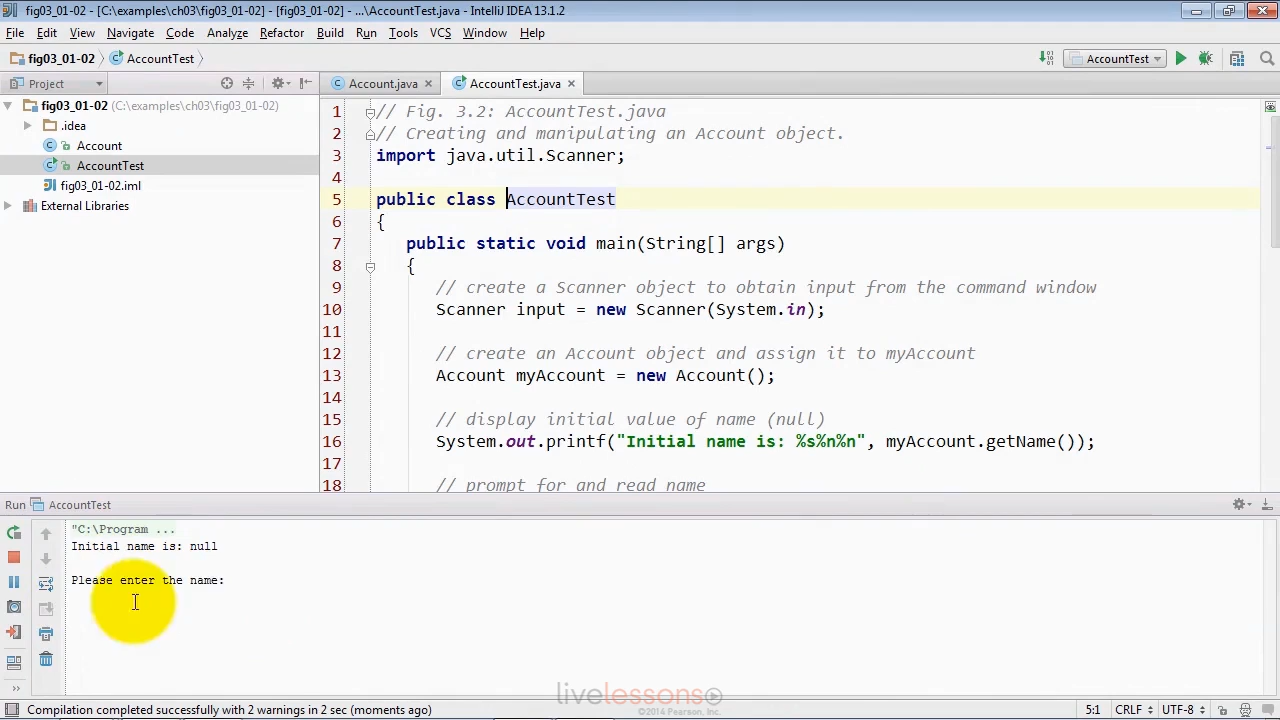 fig03_01-02 - [C:\examples\ch03\fig03_01-02] - [fig03_01-02] - ...\AccountTest.java - IntelliJ IDEA 13.1.2
File Edit View Navigate Code Analyze Refactor Build Run Tools VCS Window Help
fig03_01-02 AccountTest AccountTest
Project Account.java AccountTest.java
fig03_01-02 (C:\examples\ch03\fig03_01-02)
.idea
Account
AccountTest
fig03_01-02.iml
External Libraries
1 // Fig. 3.2: AccountTest.java
2 // Creating and manipulating an Account object.
3 import java.util.Scanner;
4
5 public class AccountTest
6 {
7 public static void main(String[] args)
8 {
9 // create a Scanner object to obtain input from the command window
10 Scanner input = new Scanner(System.in);
11
12 // create an Account object and assign it to myAccount
13 Account myAccount = new Account();
14
15 // display initial value of name (null)
16 System.out.printf("Initial name is: %s%n%n", myAccount.getName());
17
18 // prompt for and read name
Run AccountTest
"C:\Program ...
Initial name is: null
Please enter the name:
livelessons
©2014 Pearson, Inc.
Compilation completed successfully with 2 warnings in 2 sec (moments ago) 5:1 CRLF UTF-8